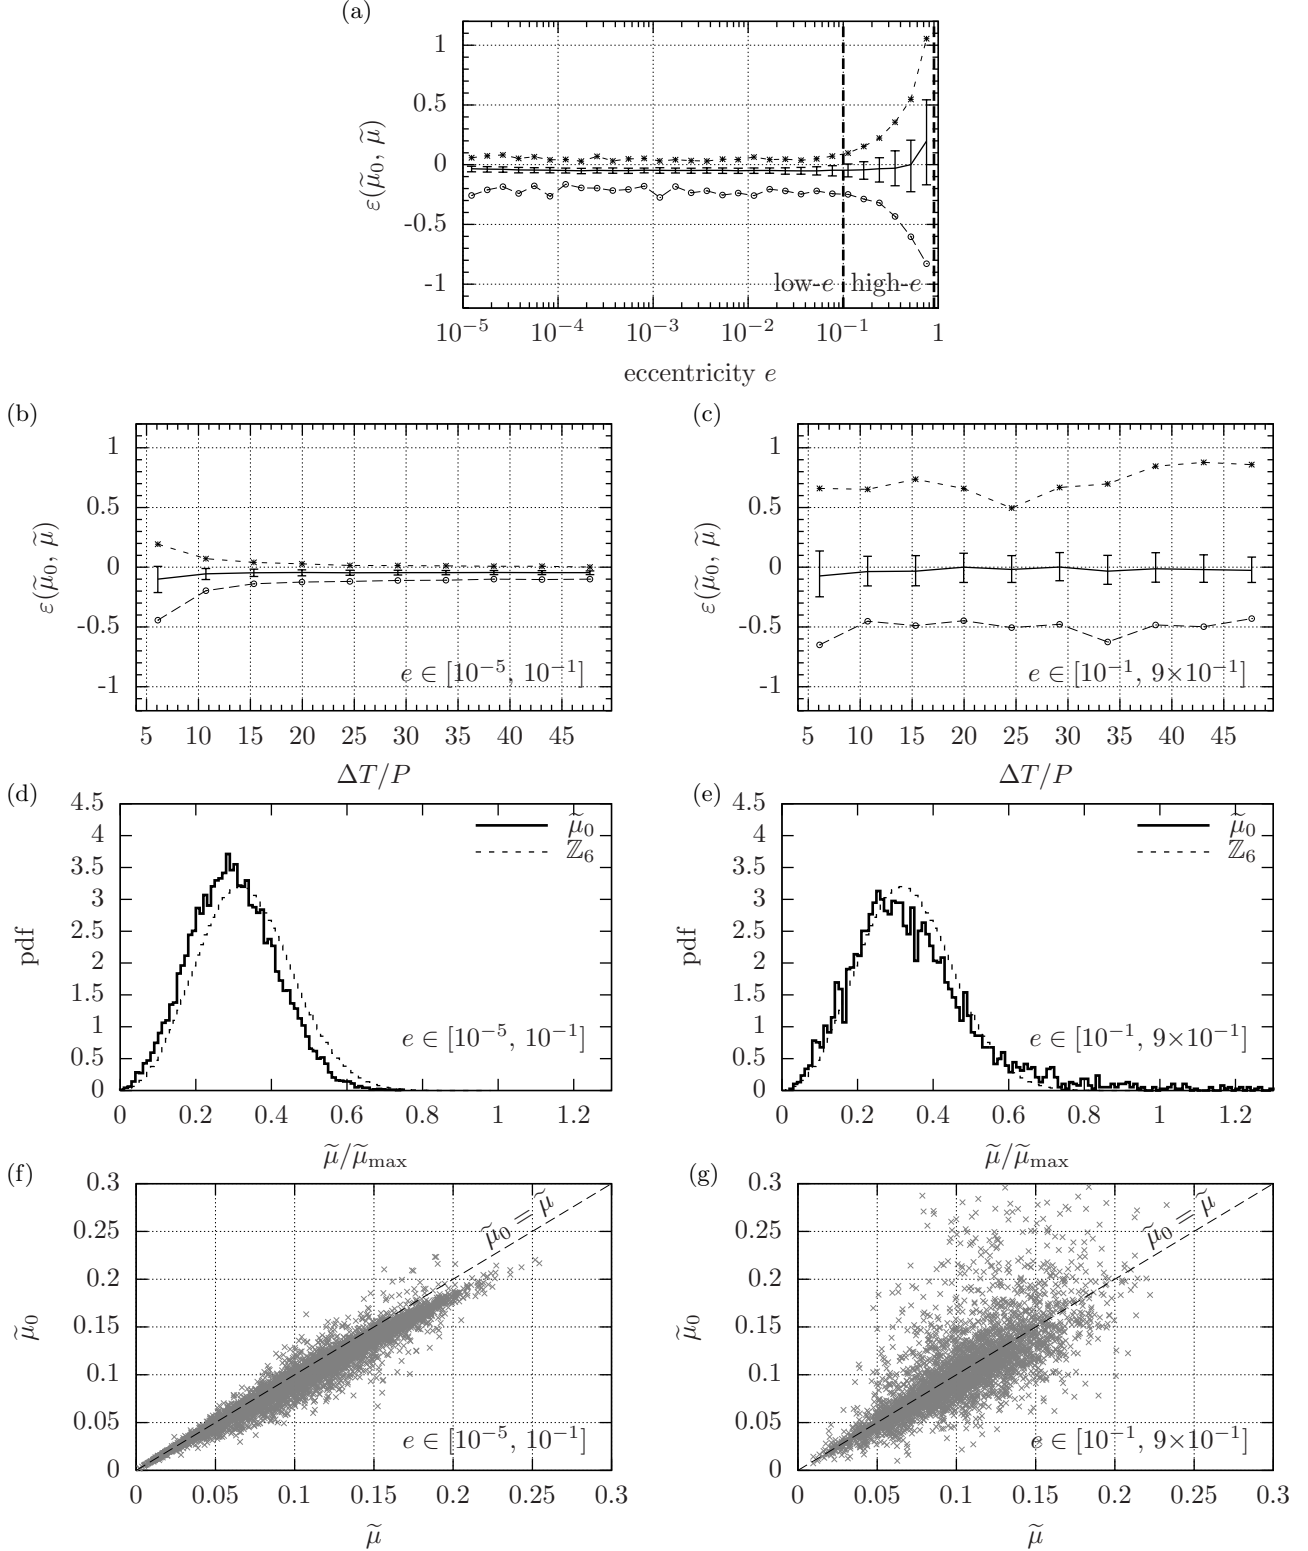 (a)
1
0.5
0
-0.5
-1
ε(μ̃₀, μ̃)
low-e
high-e
10⁻⁵ 10⁻⁴ 10⁻³ 10⁻² 10⁻¹ 1
eccentricity e
(b)
1
0.5
0
-0.5
-1
ε(μ̃₀, μ̃)
e ∈ [10⁻⁵, 10⁻¹]
5 10 15 20 25 30 35 40 45
ΔT/P
(c)
1
0.5
0
-0.5
-1
ε(μ̃₀, μ̃)
e ∈ [10⁻¹, 9×10⁻¹]
5 10 15 20 25 30 35 40 45
ΔT/P
(d)
4.5
4
3.5
3
2.5
2
1.5
1
0.5
0
pdf
μ̃₀
ℤ₆
e ∈ [10⁻⁵, 10⁻¹]
0 0.2 0.4 0.6 0.8 1 1.2
μ̃/μ̃max
(e)
4.5
4
3.5
3
2.5
2
1.5
1
0.5
0
pdf
μ̃₀
ℤ₆
e ∈ [10⁻¹, 9×10⁻¹]
0 0.2 0.4 0.6 0.8 1 1.2
μ̃/μ̃max
(f)
0.3
0.25
0.2
0.15
0.1
0.05
0
μ̃₀
μ̃₀ = μ̃
e ∈ [10⁻⁵, 10⁻¹]
0 0.05 0.1 0.15 0.2 0.25 0.3
μ̃
(g)
0.3
0.25
0.2
0.15
0.1
0.05
0
μ̃₀
μ̃₀ = μ̃
e ∈ [10⁻¹, 9×10⁻¹]
0 0.05 0.1 0.15 0.2 0.25 0.3
μ̃